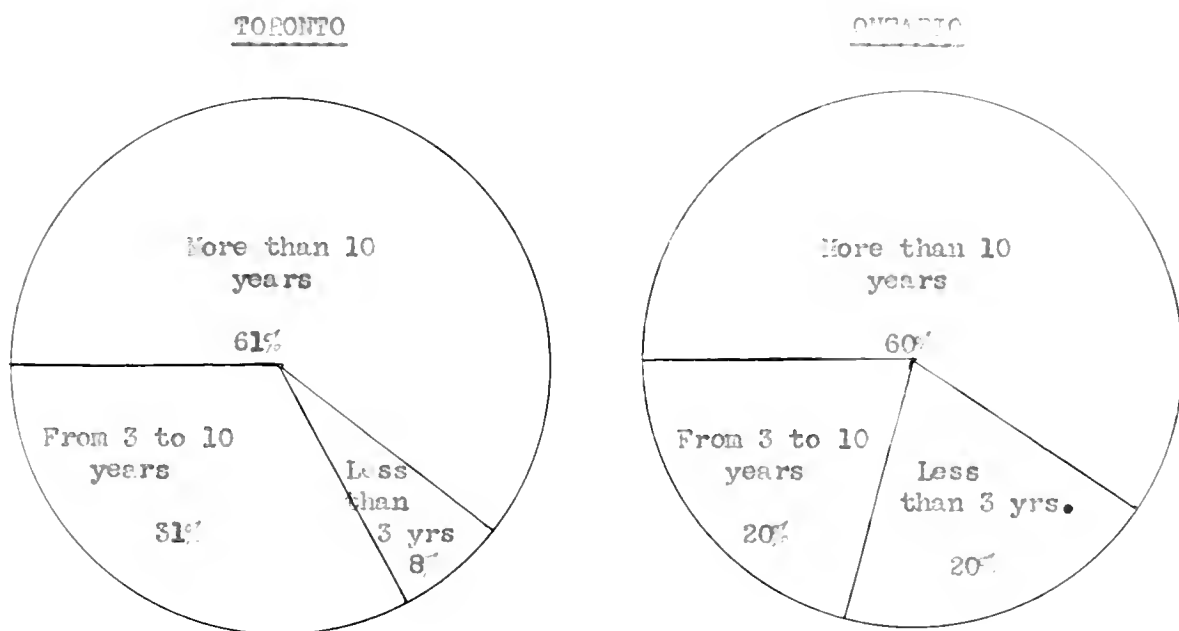 TORONTO
More than 10
years
61%
From 3 to 10
years
31%
Less
than
3 yrs
8%
ONTARIO
More than 10
years
60%
From 3 to 10
years
20%
Less
than 3 yrs.
20%